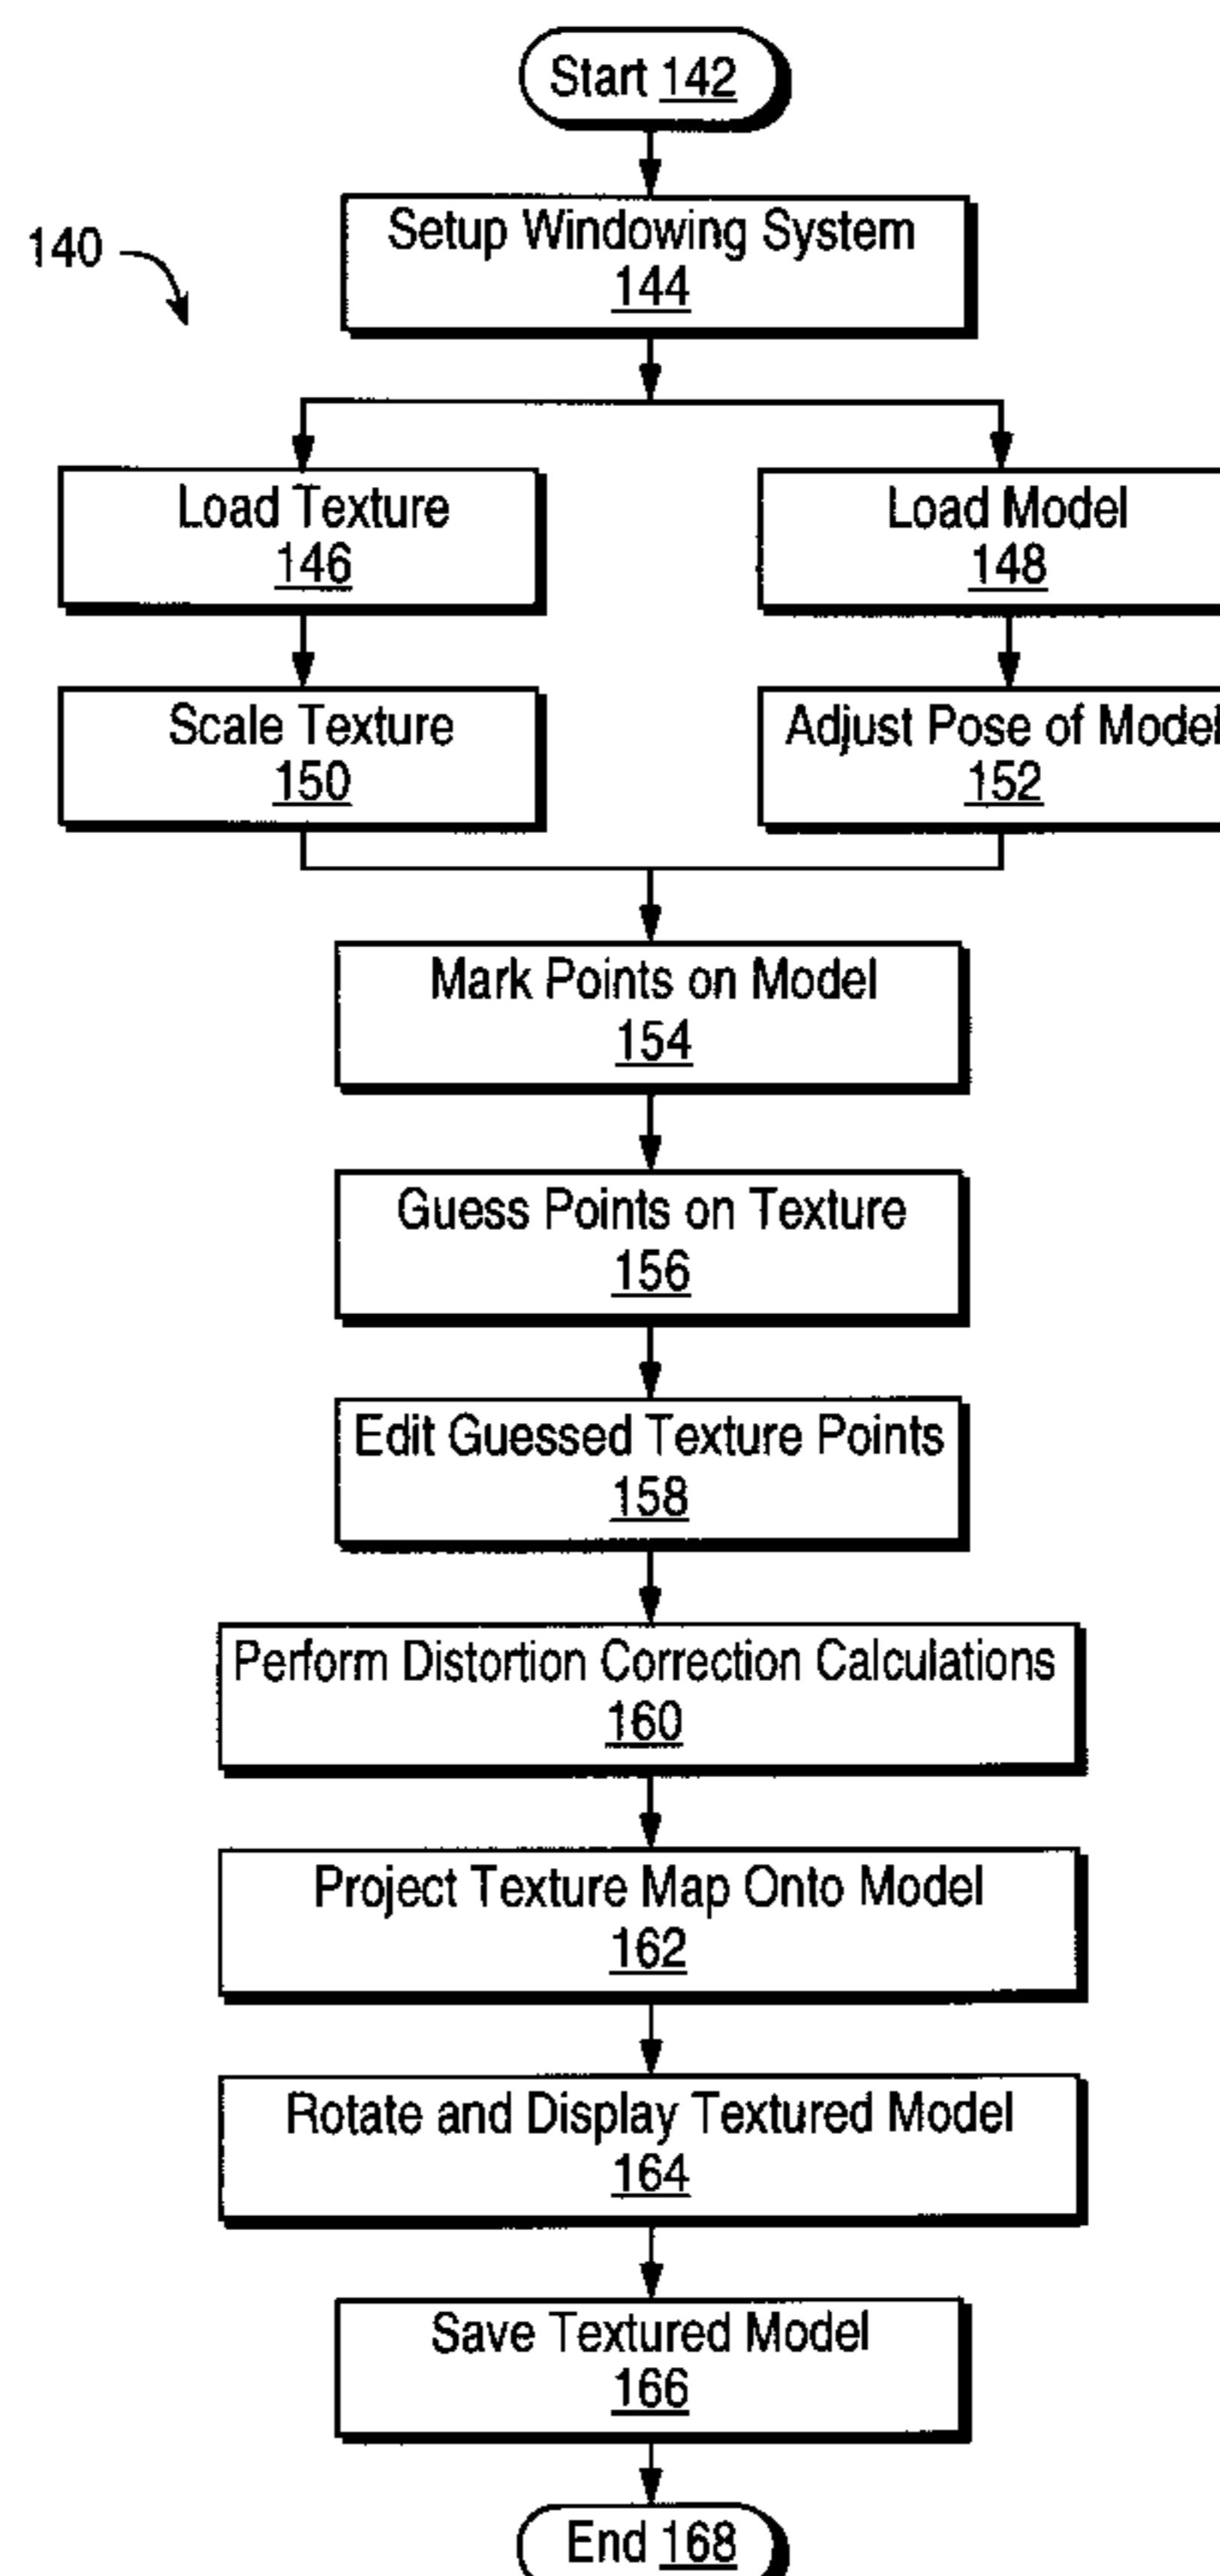 Start 142
Setup Windowing System
144
140
Load Texture
146
Load Model
148
Scale Texture
150
Adjust Pose of Model
152
Mark Points on Model
154
Guess Points on Texture
156
Edit Guessed Texture Points
158
Perform Distortion Correction Calculations
160
Project Texture Map Onto Model
162
Rotate and Display Textured Model
164
Save Textured Model
166
End 168